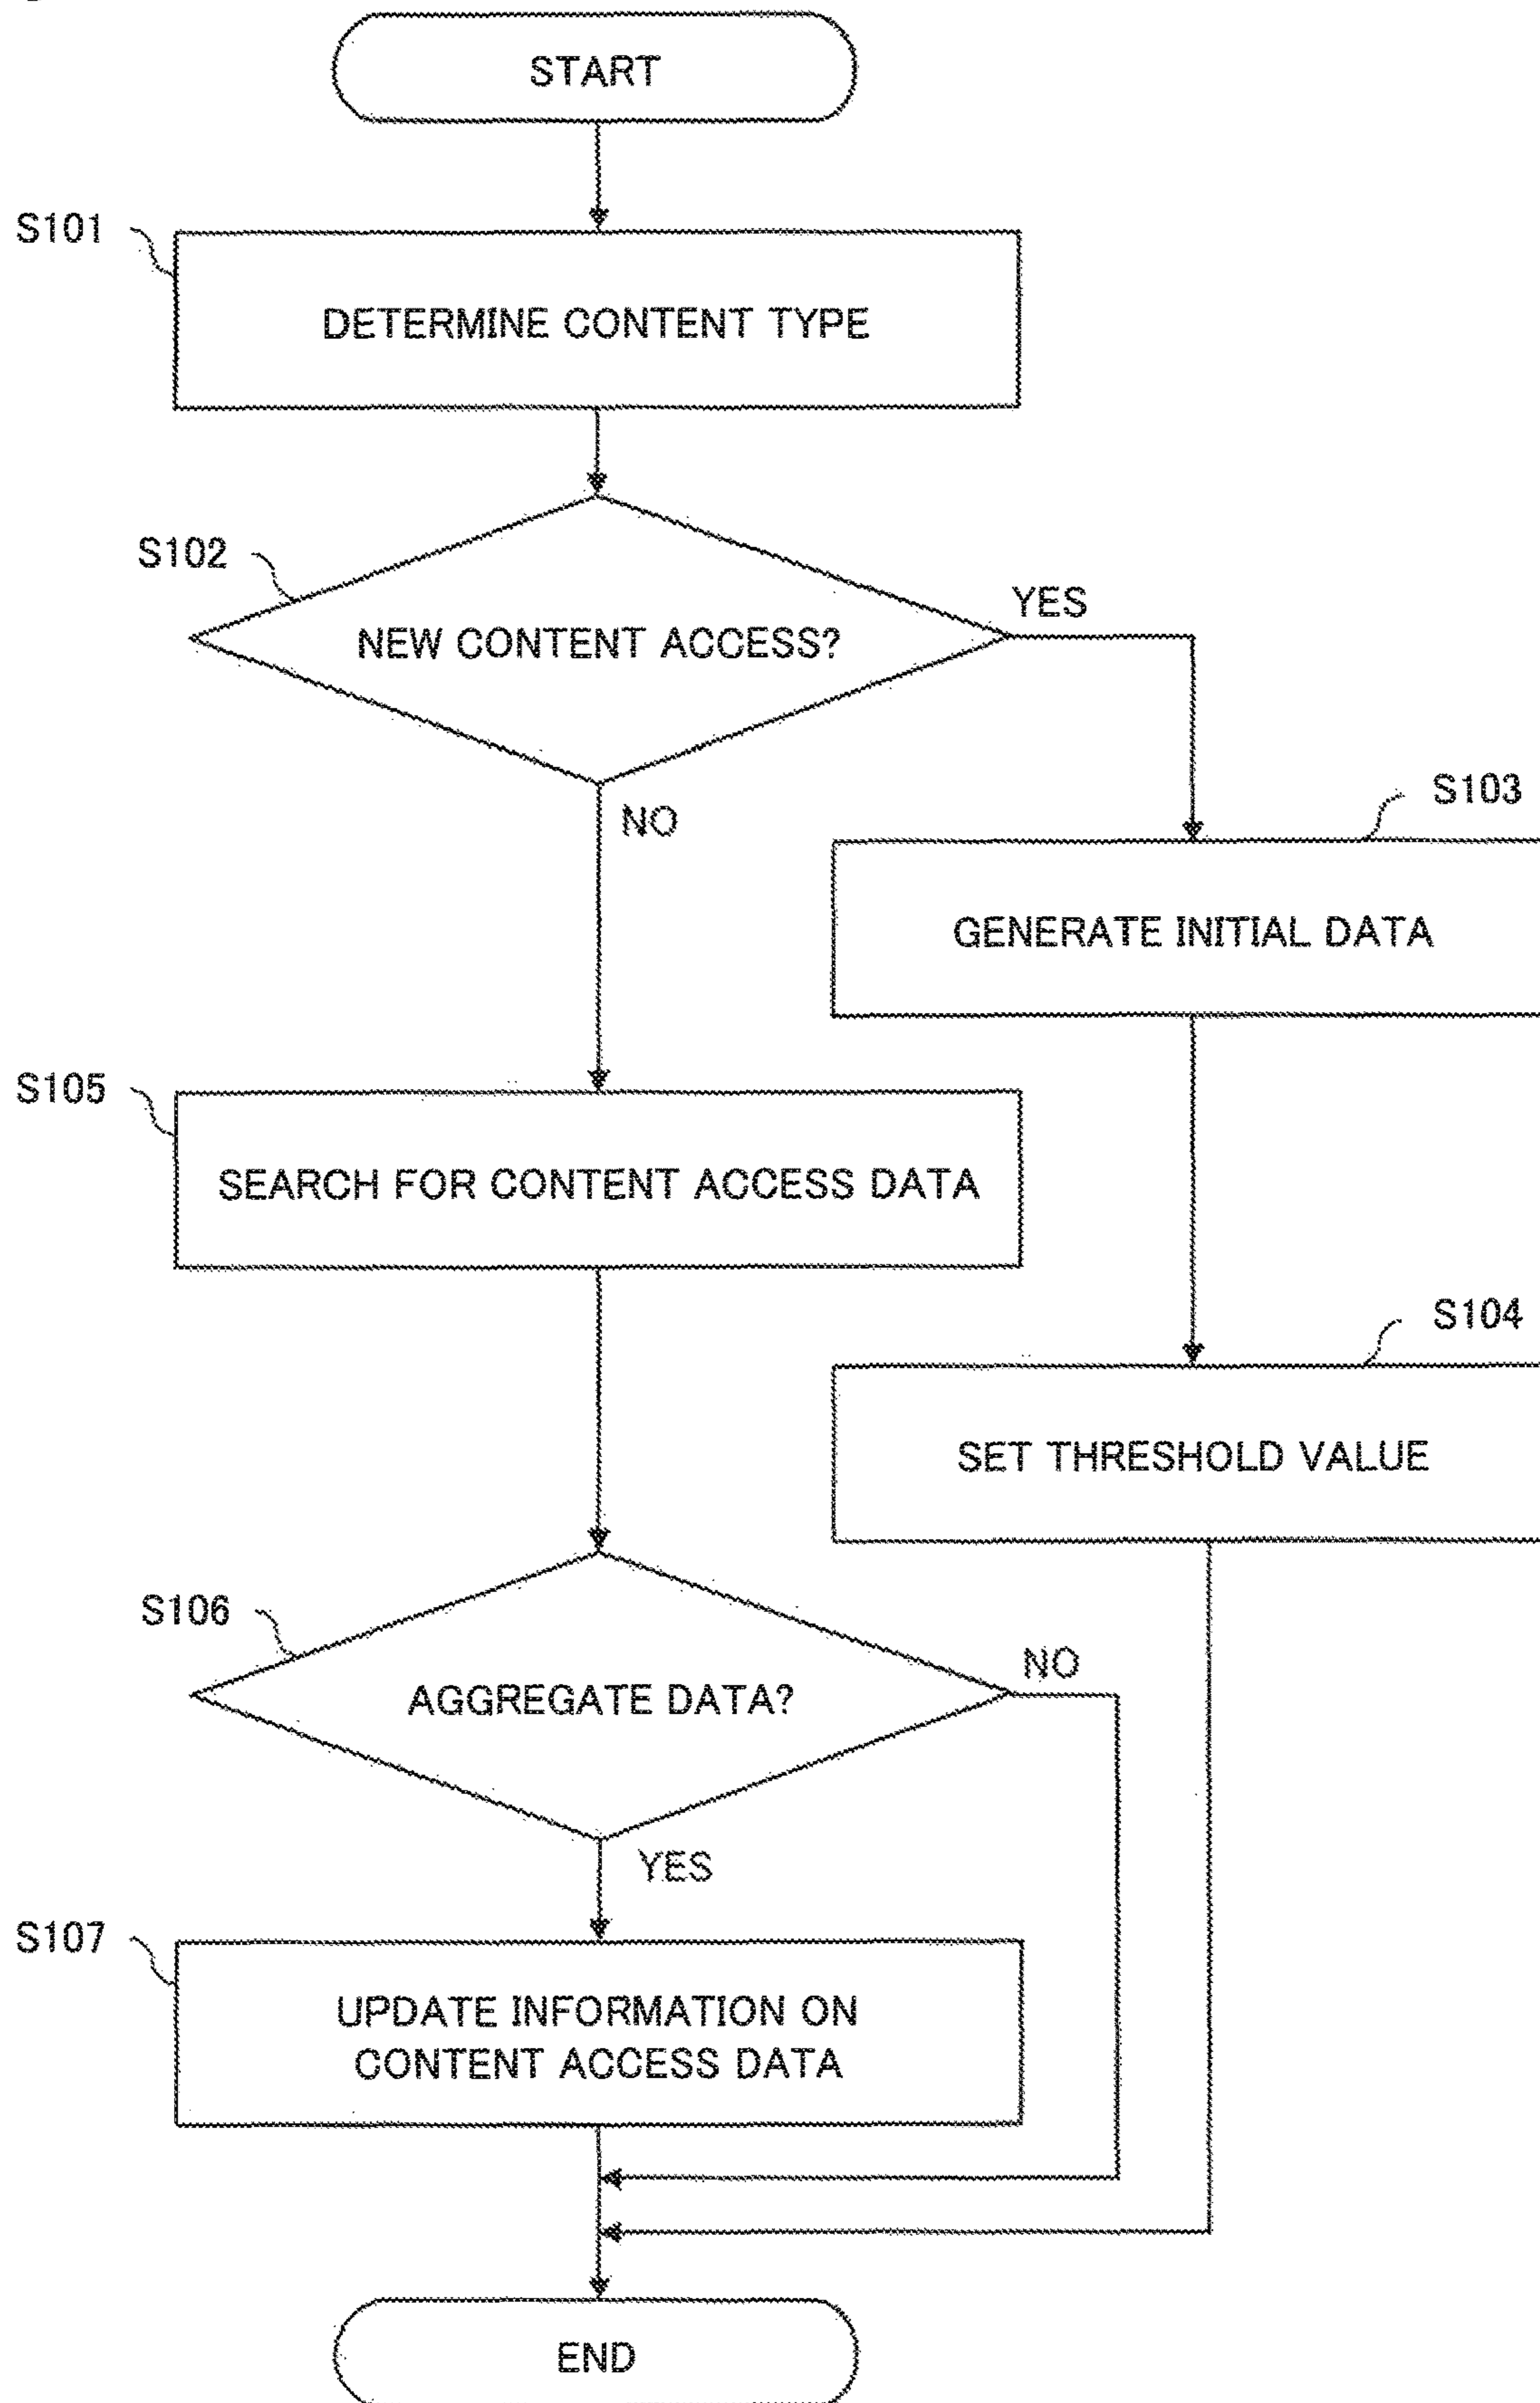 START
S101
DETERMINE CONTENT TYPE
S102
NEW CONTENT ACCESS?
YES
NO
S103
GENERATE INITIAL DATA
S105
SEARCH FOR CONTENT ACCESS DATA
S104
SET THRESHOLD VALUE
S106
AGGREGATE DATA?
NO
YES
S107
UPDATE INFORMATION ON
CONTENT ACCESS DATA
END